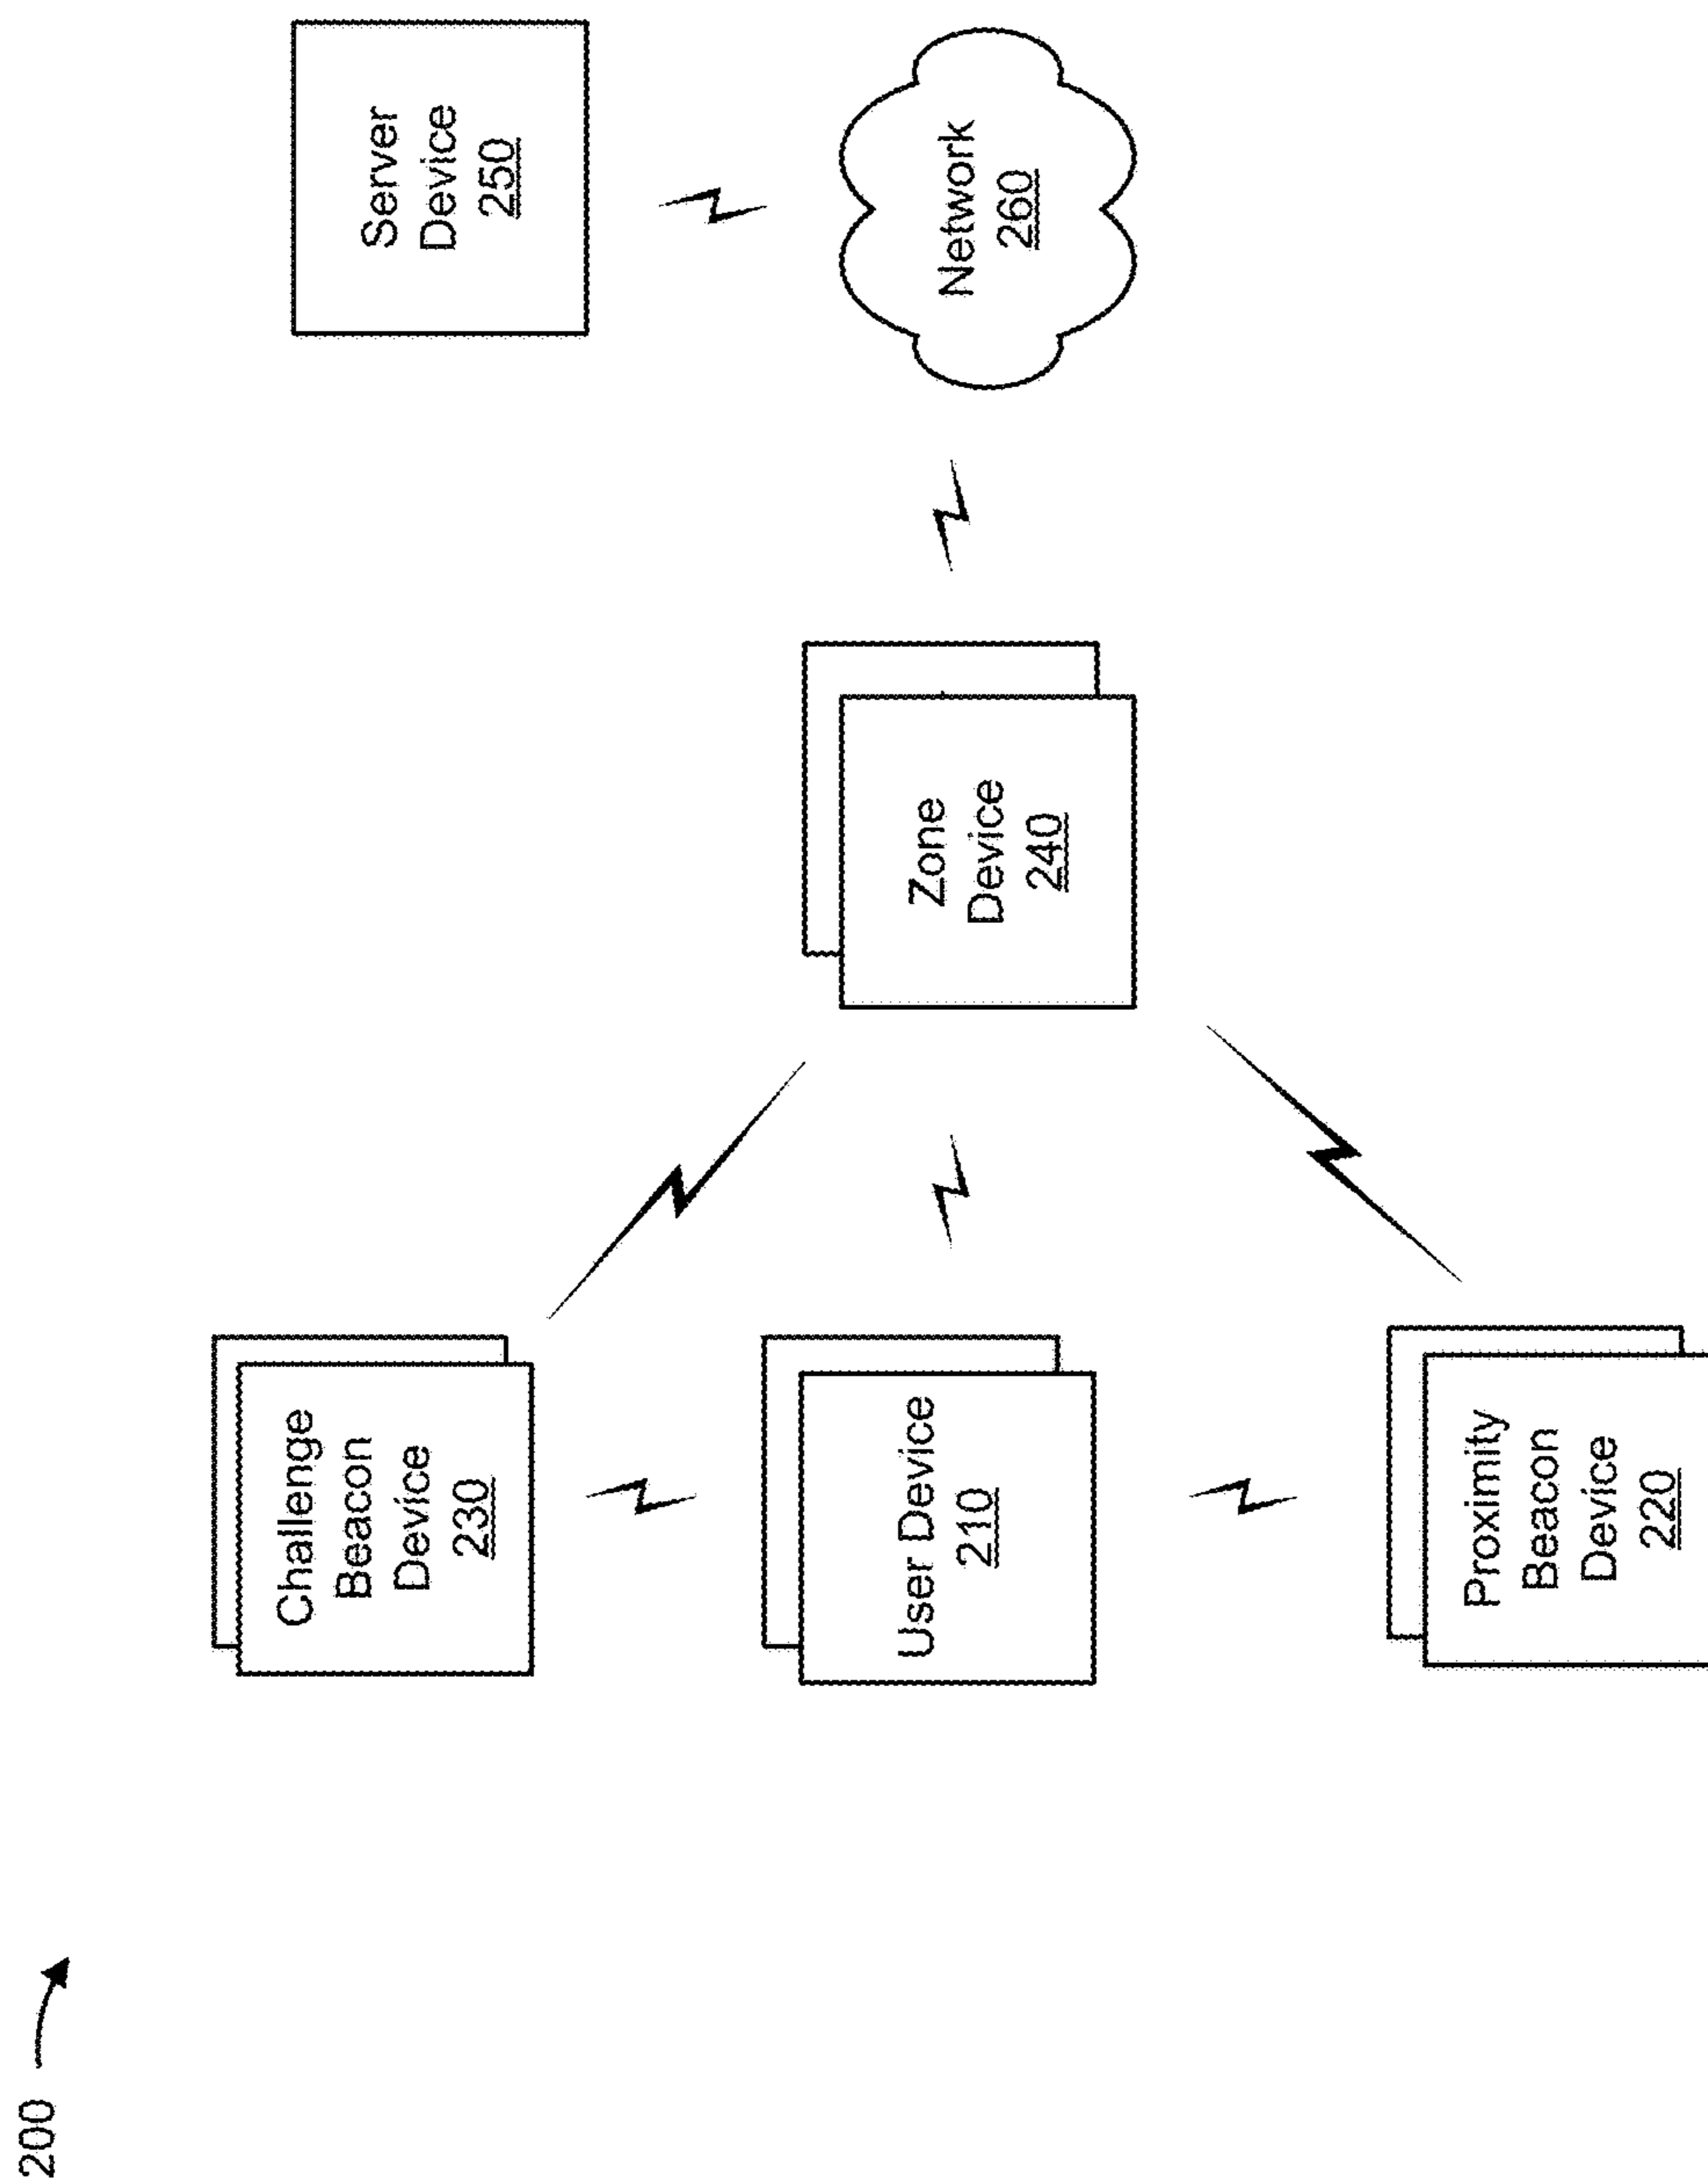 200
Challenge
Beacon
Device
230
User Device
210
Proximity
Beacon
Device
220
Zone
Device
240
Server
Device
250
Network
260